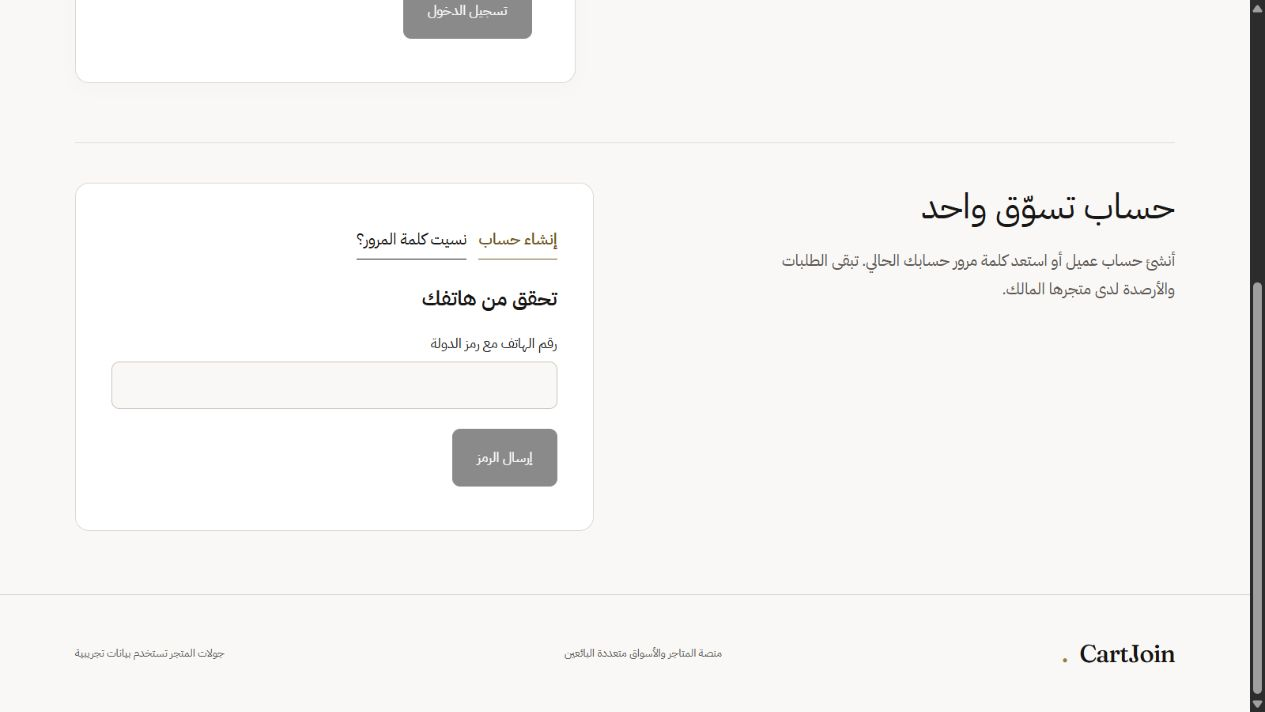 تسجيل الدخول
حساب تسوّق واحد
أنشئ حساب عميل أو استعد كلمة مرور حسابك الحالي. تبقى الطلبات
والأرصدة لدى متجرها المالك.
إنشاء حساب
نسيت كلمة المرور؟
تحقق من هاتفك
رقم الهاتف مع رمز الدولة
إرسال الرمز
CartJoin.
منصة المتاجر والأسواق متعددة البائعين
جولات المتجر تستخدم بيانات تجريبية